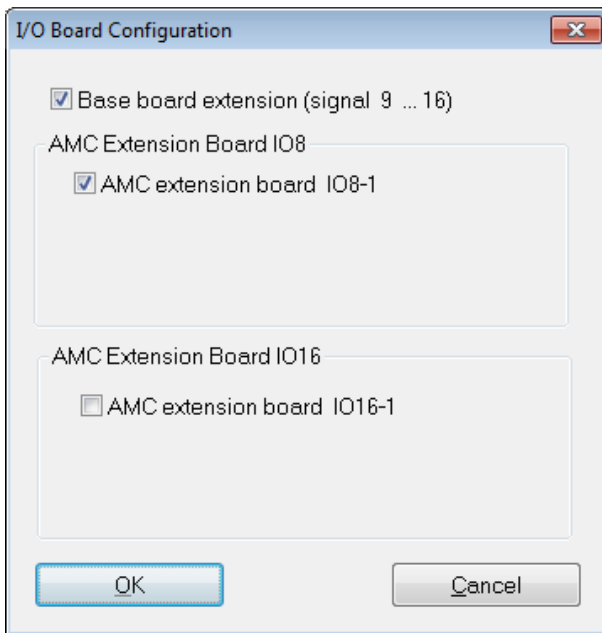 I/O Board Configuration
Base board extension (signal 9 ... 16)
AMC Extension Board IO8
AMC extension board IO8-1
AMC Extension Board IO16
AMC extension board IO16-1
OK
Cancel